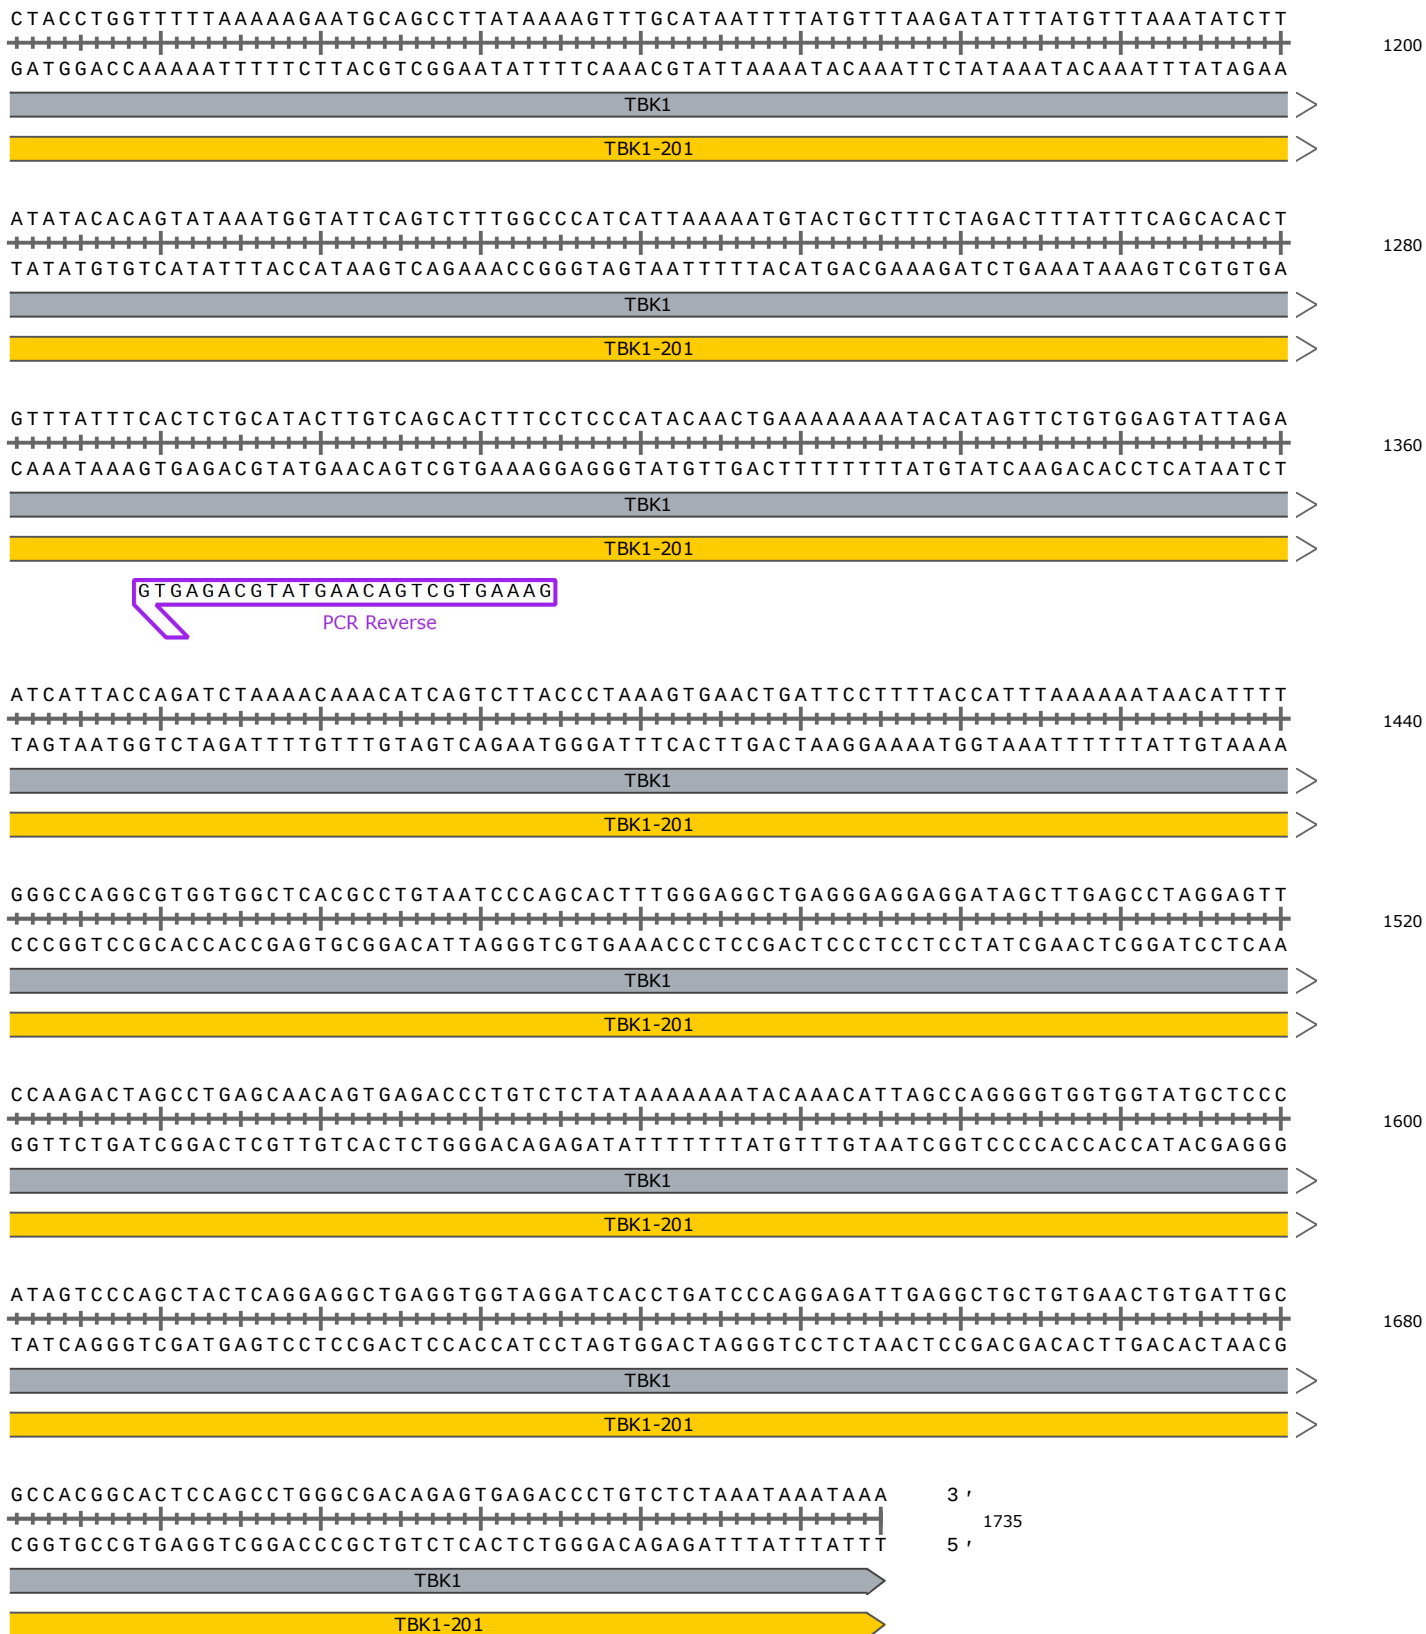 CTACCTGGTTTTTAAAAAGAATGCAGCCTTATAAAAGTTTGCATAATTTTATGTTTAAGATATTTATGTTTAAATATCTT
1200
GATGGACCAAAAATTTTTCTTACGTCGGAATATTTTCAAACGTATTAAAATACAAATTCTATAAATACAAATTTATAGAA
TBK1
TBK1-201
ATATACACAGTATAAATGGTATTCAGTCTTTGGCCCATCATTAAAAATGTACTGCTTTCTAGACTTTATTTCAGCACACT
1280
TATATGTGTCATATTTACCATAAGTCAGAAACCGGGTAGTAATTTTTACATGACGAAAGATCTGAAATAAAGTCGTGTGA
TBK1
TBK1-201
GTTTATTTCACTCTGCATACTTGTCAGCACTTTCCTCCCATACAACTGAAAAAAAATACATAGTTCTGTGGAGTATTAGA
1360
CAAATAAAGTGAGACGTATGAACAGTCGTGAAAGGAGGGTATGTTGACTTTTTTTTATGTATCAAGACACCTCATAATCT
TBK1
TBK1-201
GTGAGACGTATGAACAGTCGTGAAAG
PCR Reverse
ATCATTACCAGATCTAAAACAAACATCAGTCTTACCCTAAAGTGAACTGATTCCTTTTACCATTTAAAAAATAACATTTT
1440
TAGTAATGGTCTAGATTTTGTTTGTAGTCAGAATGGGATTTCACTTGACTAAGGAAAATGGTAAATTTTTTATTGTAAAA
TBK1
TBK1-201
GGGCCAGGCGTGGTGGCTCACGCCTGTAATCCCAGCACTTTGGGAGGCTGAGGGAGGAGGATAGCTTGAGCCTAGGAGTT
1520
CCCGGTCCGCACCACCGAGTGCGGACATTAGGGTCGTGAAACCCTCCGACTCCCTCCTCCTATCGAACTCGGATCCTCAA
TBK1
TBK1-201
CCAAGACTAGCCTGAGCAACAGTGAGACCCTGTCTCTATAAAAAAATACAAACATTAGCCAGGGGTGGTGGTATGCTCCC
1600
GGTTCTGATCGGACTCGTTGTCACTCTGGGACAGAGATATTTTTTTATGTTTGTAATCGGTCCCCACCACCATACGAGGG
TBK1
TBK1-201
ATAGTCCCAGCTACTCAGGAGGCTGAGGTGGTAGGATCACCTGATCCCAGGAGATTGAGGCTGCTGTGAACTGTGATTGC
1680
TATCAGGGTCGATGAGTCCTCCGACTCCACCATCCTAGTGGACTAGGGTCCTCTAACTCCGACGACACTTGACACTAACG
TBK1
TBK1-201
GCCACGGCACTCCAGCCTGGGCGACAGAGTGAGACCCTGTCTCTAAATAAATAAA 3'
1735
CGGTGCCGTGAGGTCGGACCCGCTGTCTCACTCTGGGACAGAGATTTATTTATTT 5'
TBK1
TBK1-201